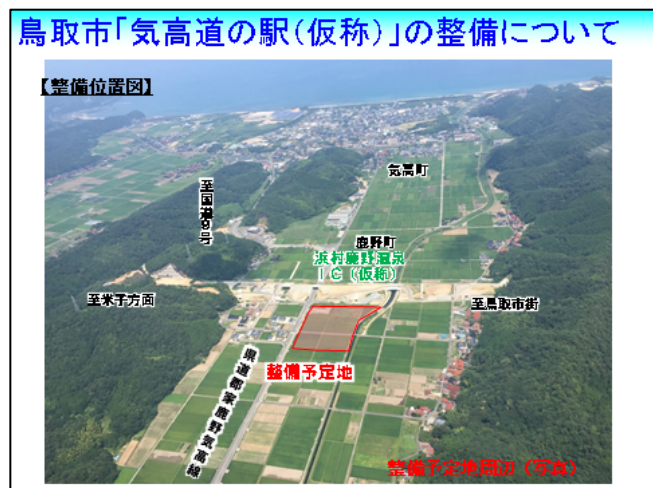 鳥取市「気高道の駅(仮称)」の整備について
【整備位置図】
気高町
至国道9号
鹿野町
浜村鹿野温泉
IC(仮称)
至米子方面
至鳥取市街
整備予定地
県道郡家鹿野気高線
整備予定地周辺(写真)